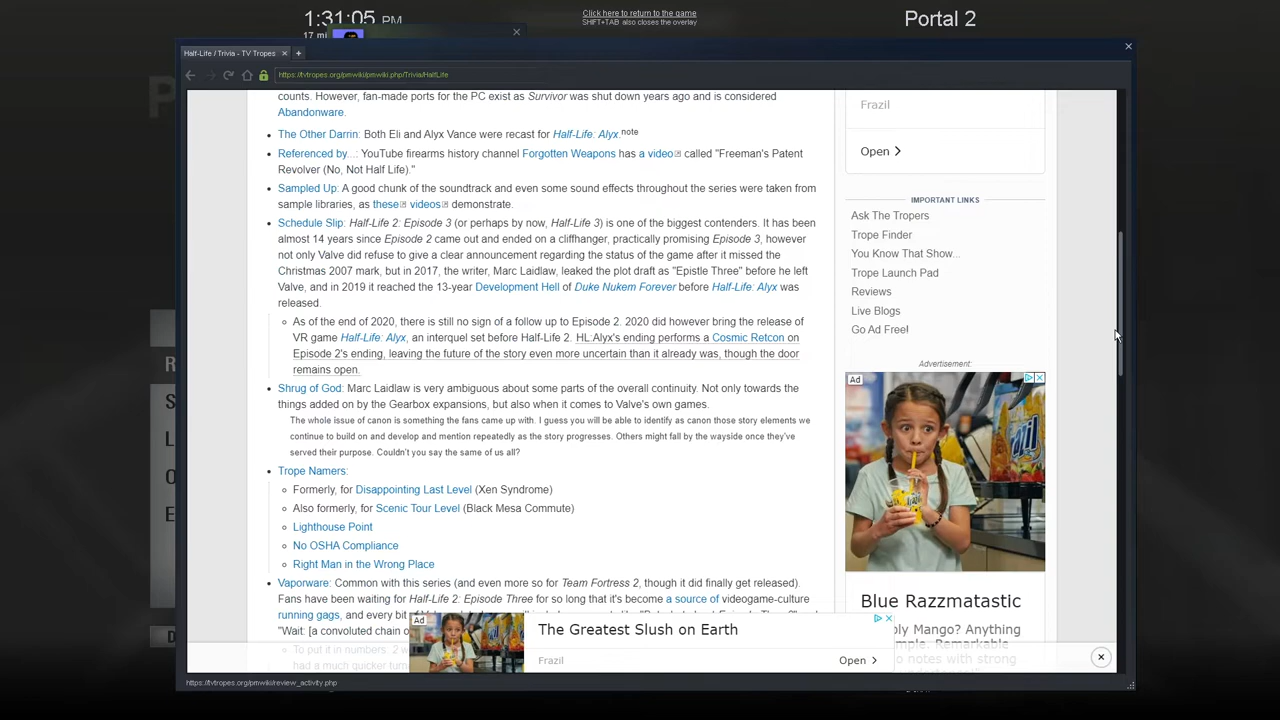 1:31:05 PM
Click here to return to the game
SHIFT+TAB also closes the overlay
Portal 2
17 mi
Half-Life / Trivia - TV Tropes
https://tvtropes.org/pmwiki/pmwiki.php/Trivia/HalfLife
counts. However, fan-made ports for the PC exist as Survivor was shut down years ago and is considered
Abandonware.
The Other Darrin: Both Eli and Alyx Vance were recast for Half-Life: Alyx.note
Referenced by...: YouTube firearms history channel Forgotten Weapons has a video called "Freeman's Patent
Revolver (No, Not Half Life)."
Sampled Up: A good chunk of the soundtrack and even some sound effects throughout the series were taken from
sample libraries, as these videos demonstrate.
Schedule Slip: Half-Life 2: Episode 3 (or perhaps by now, Half-Life 3) is one of the biggest contenders. It has been
almost 14 years since Episode 2 came out and ended on a cliffhanger, practically promising Episode 3, however
not only Valve did refuse to give a clear announcement regarding the status of the game after it missed the
Christmas 2007 mark, but in 2017, the writer, Marc Laidlaw, leaked the plot draft as "Epistle Three" before he left
Valve, and in 2019 it reached the 13-year Development Hell of Duke Nukem Forever before Half-Life: Alyx was
released.
As of the end of 2020, there is still no sign of a follow up to Episode 2. 2020 did however bring the release of
VR game Half-Life: Alyx, an interquel set before Half-Life 2. HL:Alyx's ending performs a Cosmic Retcon on
Episode 2's ending, leaving the future of the story even more uncertain than it already was, though the door
remains open.
Shrug of God: Marc Laidlaw is very ambiguous about some parts of the overall continuity. Not only towards the
things added on by the Gearbox expansions, but also when it comes to Valve's own games.
The whole issue of canon is something the fans came up with. I guess you will be able to identify as canon those story elements we
continue to build on and develop and mention repeatedly as the story progresses. Others might fall by the wayside once they've
served their purpose. Couldn't you say the same of us all?
Trope Namers:
Formerly, for Disappointing Last Level (Xen Syndrome)
Also formerly, for Scenic Tour Level (Black Mesa Commute)
Lighthouse Point
No OSHA Compliance
Right Man in the Wrong Place
Vaporware: Common with this series (and even more so for Team Fortress 2, though it did finally get released).
Fans have been waiting for Half-Life 2: Episode Three for so long that it's become a source of videogame-culture
running gags, and every bit of
"Wait: [a convoluted chain o
To put it in numbers: 2
had a much quicker turn
Frazil
Open
IMPORTANT LINKS
Ask The Tropers
Trope Finder
You Know That Show...
Trope Launch Pad
Reviews
Live Blogs
Go Ad Free!
Advertisement:
Ad
Blue Razzmatastic
ly Mango? Anything
mple. Remarkable
o notes with strong
Ad
The Greatest Slush on Earth
Frazil
Open
https://tvtropes.org/pmwiki/review_activity.php